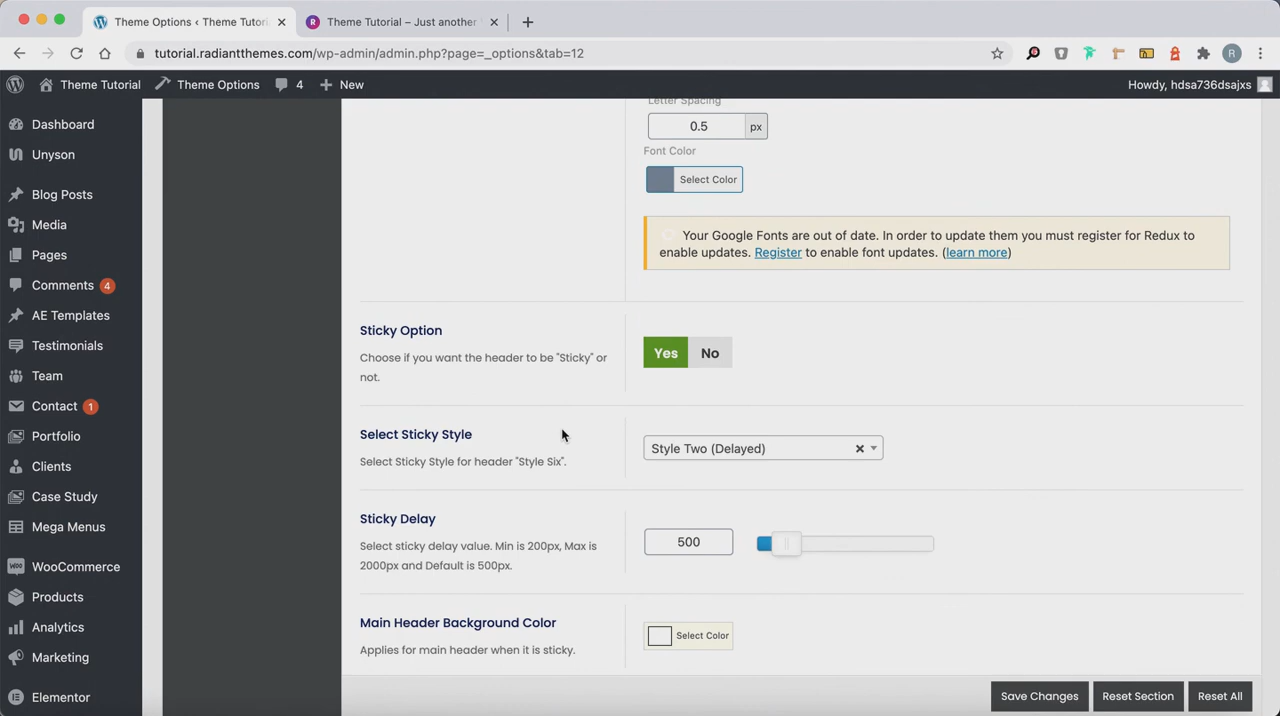 Theme Options < Theme Tutori
Theme Tutorial – Just another
tutorial.radiantthemes.com/wp-admin/admin.php?page=_options&tab=12
R
Theme Tutorial
Theme Options
4
New
Howdy, hdsa736dsajxs
Dashboard
Unyson
Blog Posts
Media
Pages
Comments 4
AE Templates
Testimonials
Team
Contact 1
Portfolio
Clients
Case Study
Mega Menus
WooCommerce
Products
Analytics
Marketing
Elementor
Letter Spacing
0.5 px
Font Color
Select Color
Your Google Fonts are out of date. In order to update them you must register for Redux to
enable updates. Register to enable font updates. (learn more)
Sticky Option
Choose if you want the header to be "Sticky" or
not.
Yes No
Select Sticky Style
Select Sticky Style for header "Style Six".
Style Two (Delayed)
Sticky Delay
Select sticky delay value. Min is 200px, Max is
2000px and Default is 500px.
500
Main Header Background Color
Applies for main header when it is sticky.
Select Color
Save Changes Reset Section Reset All